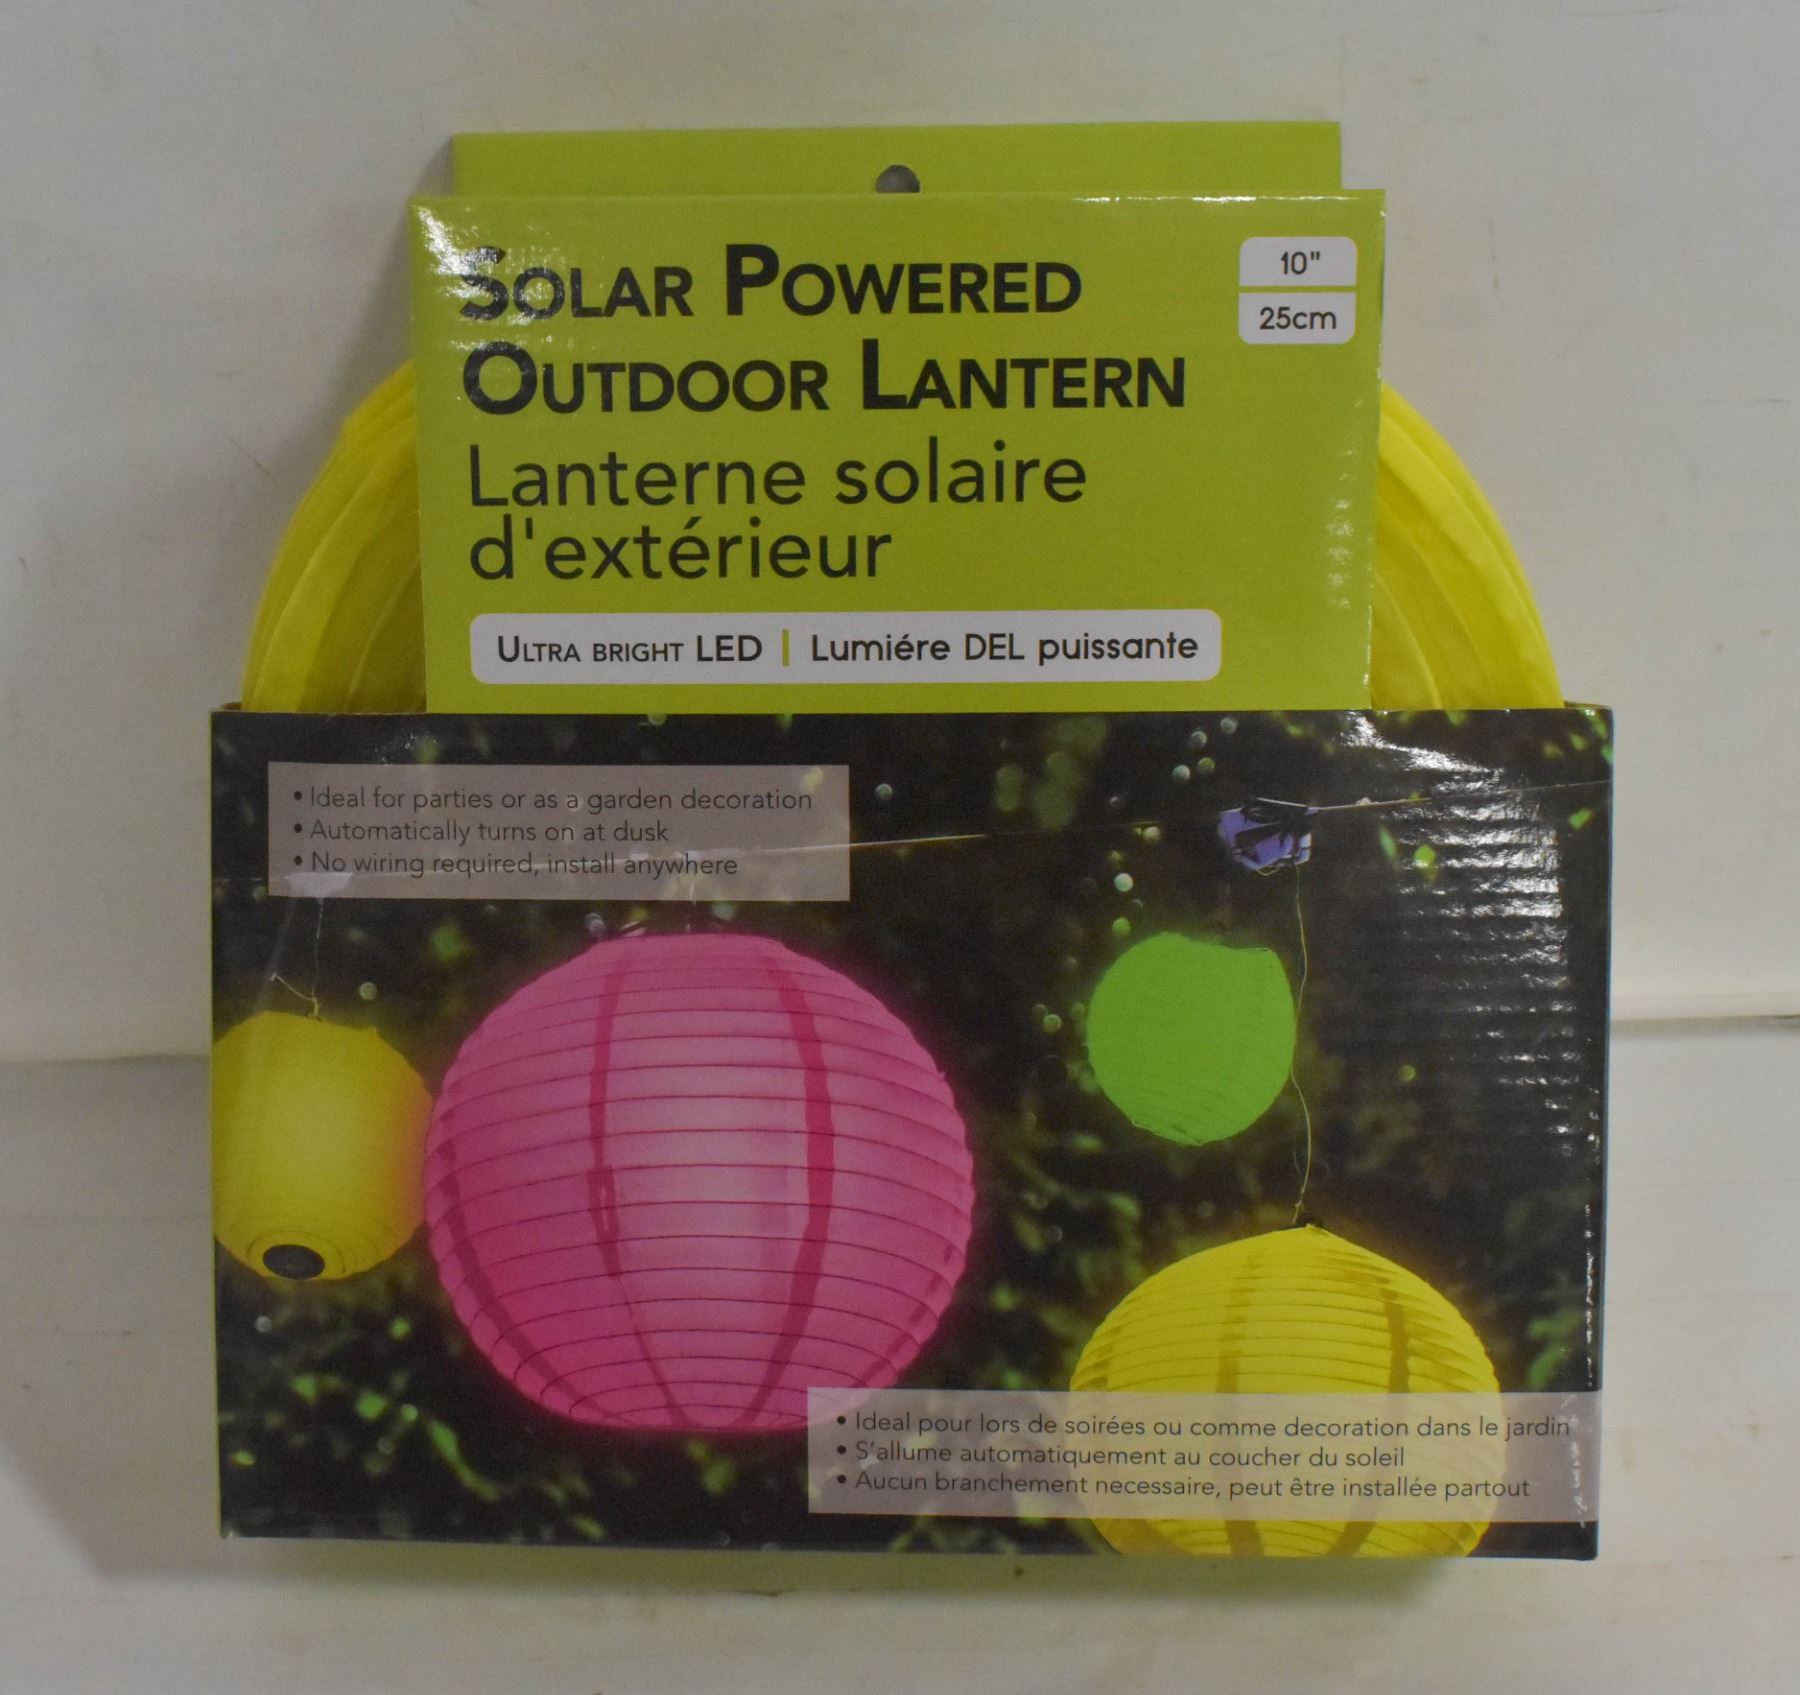 SOLAR POWERED
OUTDOOR LANTERN
Lanterne solaire
d'extérieur
10"
25cm
ULTRA BRIGHT LED | Lumiére DEL puissante
• Ideal for parties or as a garden decoration
• Automatically turns on at dusk
• No wiring required, install anywhere
• Ideal pour lors de soirées ou comme decoration dans le jardin
• S'allume automatiquement au coucher du soleil
• Aucun branchement necessaire, peut être installée partout